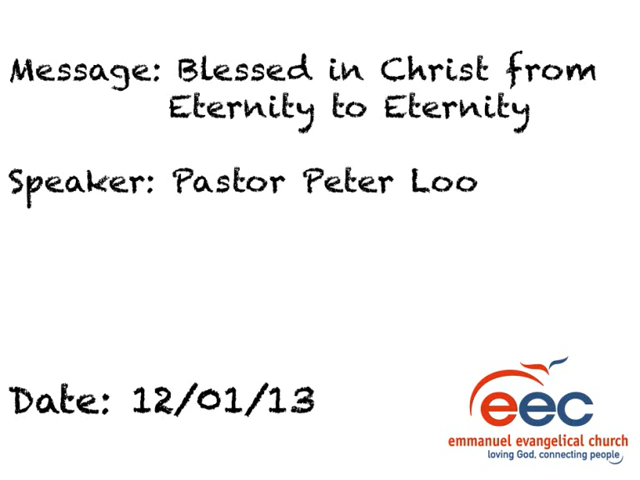 Message: Blessed in Christ from
Eternity to Eternity
Speaker: Pastor Peter Loo
Date: 12/01/13
eec
emmanuel evangelical church
loving God, connecting people